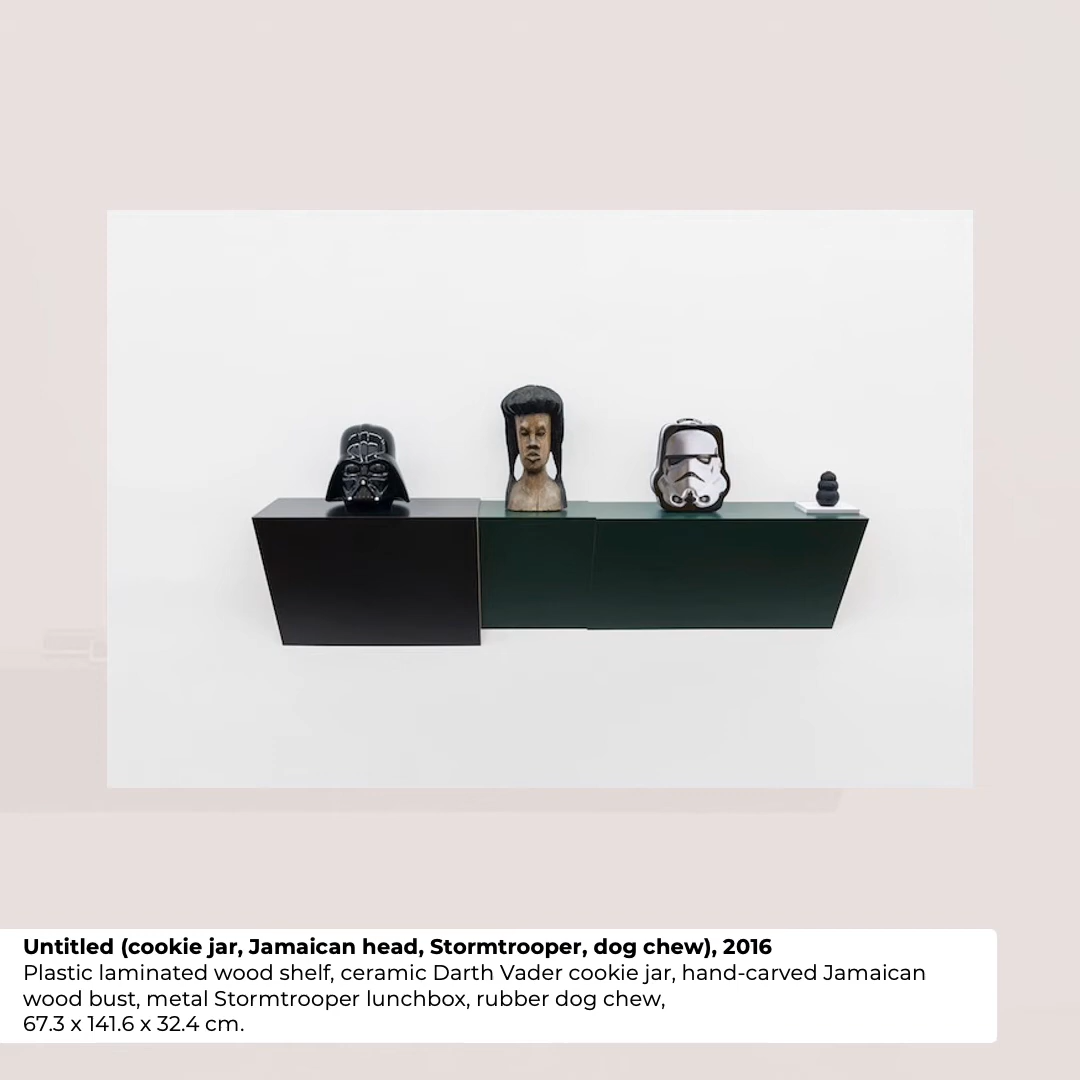 Untitled (cookie jar, Jamaican head, Stormtrooper, dog chew), 2016
Plastic laminated wood shelf, ceramic Darth Vader cookie jar, hand-carved Jamaican
wood bust, metal Stormtrooper lunchbox, rubber dog chew,
67.3 x 141.6 x 32.4 cm.